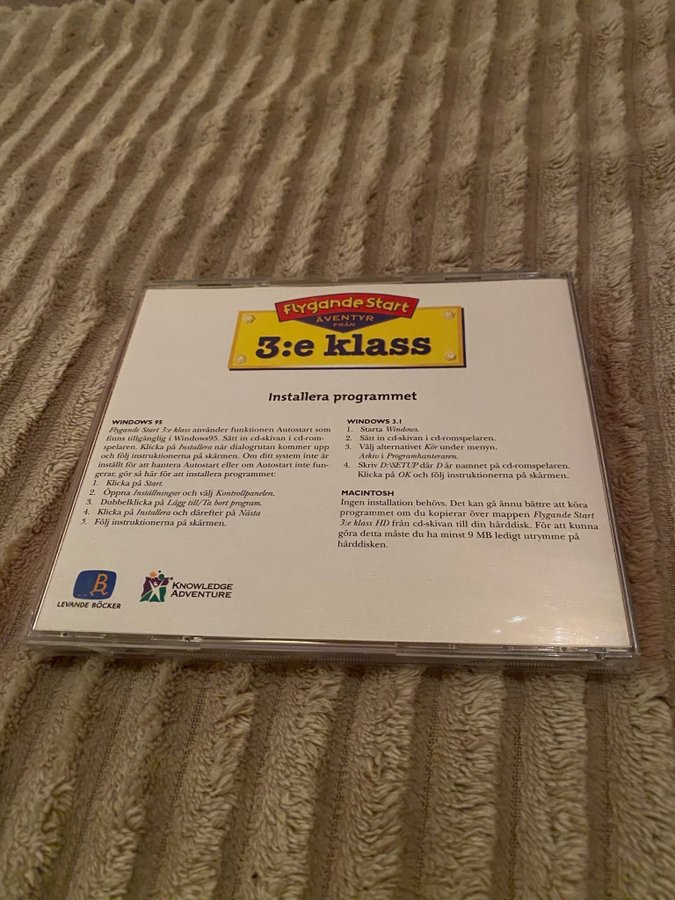 Flygande Start
ÄVENTYR
FRÅN
3:e klass
Installera programmet
WINDOWS 95
Flygande Start 3:e klass använder funktionen Autostart som
finns tillgänglig i Windows95. Sätt in cd-skivan i cd-rom-
spelaren. Klicka på Installera när dialogrutan kommer upp
och följ instruktionerna på skärmen. Om ditt system inte är
inställt för att hantera Autostart eller om Autostart inte fun-
gerar, gör så här för att installera programmet:
1. Klicka på Start.
2. Öppna Inställningar och välj Kontrollpanelen.
3. Dubbelklicka på Lägg till/Ta bort program.
4. Klicka på Installera och därefter på Nästa
5. Följ instruktionerna på skärmen.
WINDOWS 3.1
1. Starta Windows.
2. Sätt in cd-skivan i cd-romspelaren.
3. Välj alternativet Kör under menyn.
Arkiv i Programhanteraren.
4. Skriv D:\SETUP där D är namnet på cd-romspelaren.
Klicka på OK och följ instruktionerna på skärmen.
MACINTOSH
Ingen installation behövs. Det kan gå ännu bättre att köra
programmet om du kopierar över mappen Flygande Start
3:e klass HD från cd-skivan till din hårddisk. För att kunna
göra detta måste du ha minst 9 MB ledigt utrymme på
hårddisken.
B
LEVANDE BÖCKER
KNOWLEDGE
ADVENTURE